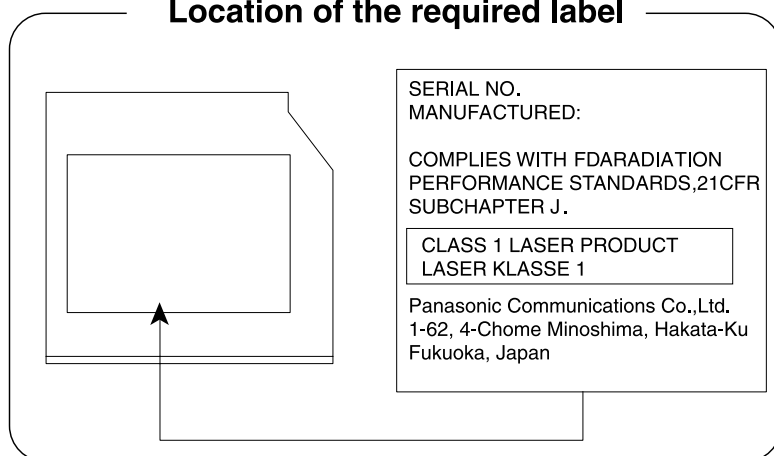 Location of the required label
SERIAL NO.
MANUFACTURED:
COMPLIES WITH FDARADIATION
PERFORMANCE STANDARDS,21CFR
SUBCHAPTER J.
CLASS 1 LASER PRODUCT
LASER KLASSE 1
Panasonic Communications Co.,Ltd.
1-62, 4-Chome Minoshima, Hakata-Ku
Fukuoka, Japan